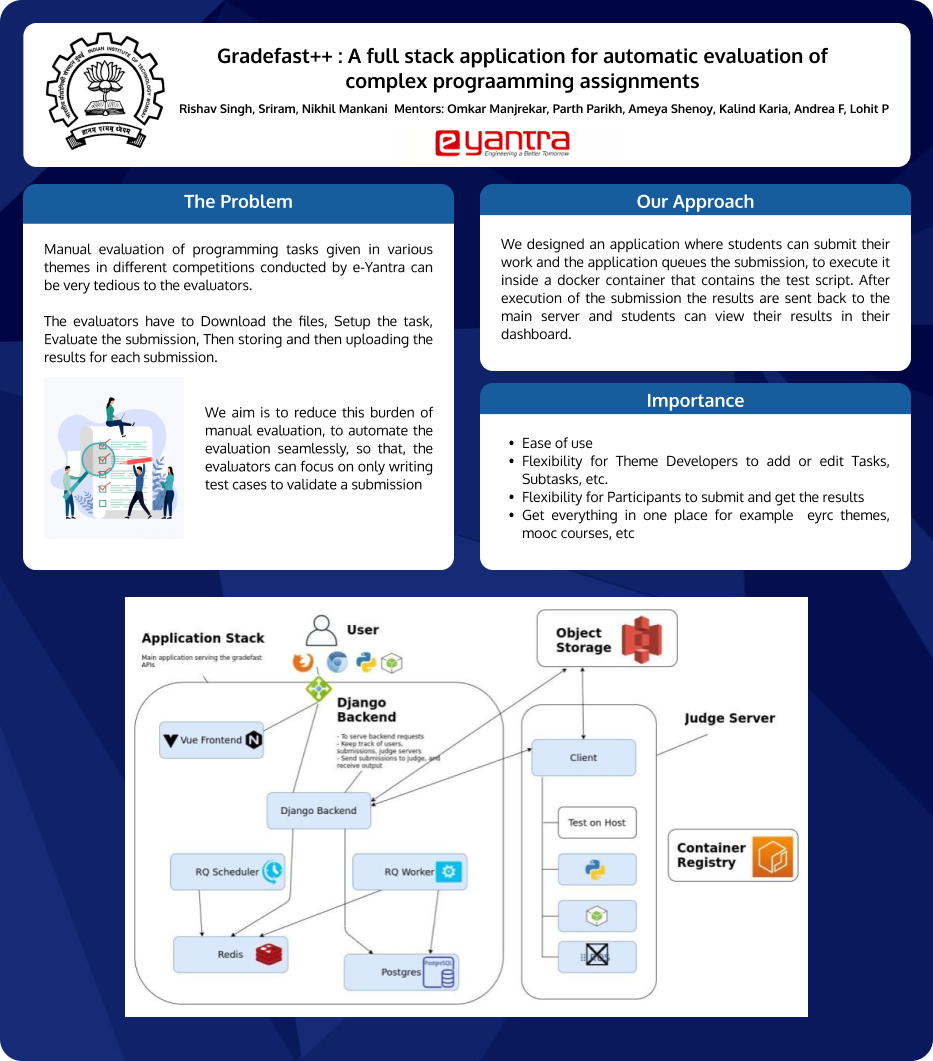 Gradefast++ : A full stack application for automatic evaluation of
complex prograamming assignments
Rishav Singh, Sriram, Nikhil Mankani Mentors: Omkar Manjrekar, Parth Parikh, Ameya Shenoy, Kalind Karia, Andrea F, Lohit P
INDIAN INSTITUTE OF TECHNOLOGY BOMBAY
भारतीय प्रौद्योगिकी संस्थान मुंबई
ज्ञानम् परमम् ध्येयम्
eyantra
Engineering a Better Tomorrow
The Problem
Manual evaluation of programming tasks given in various
themes in different competitions conducted by e-Yantra can
be very tedious to the evaluators.
The evaluators have to Download the files, Setup the task,
Evaluate the submission, Then storing and then uploading the
results for each submission.
We aim is to reduce this burden of
manual evaluation, to automate the
evaluation seamlessly, so that, the
evaluators can focus on only writing
test cases to validate a submission
Our Approach
We designed an application where students can submit their
work and the application queues the submission, to execute it
inside a docker container that contains the test script. After
execution of the submission the results are sent back to the
main server and students can view their results in their
dashboard.
Importance
• Ease of use
• Flexibility for Theme Developers to add or edit Tasks,
Subtasks, etc.
• Flexibility for Participants to submit and get the results
• Get everything in one place for example eyrc themes,
mooc courses, etc
Application Stack
Main application serving the gradefast
APIs
User
Object
Storage
Django
Backend
- To serve backend requests
- Keep track of users,
submissions, judge servers
- Send submissions to judge, and
receive output
Vue Frontend
N
Judge Server
Client
Django Backend
Test on Host
Container
Registry
RQ Scheduler
RQ Worker
Redis
Postgres
PostgreSQL